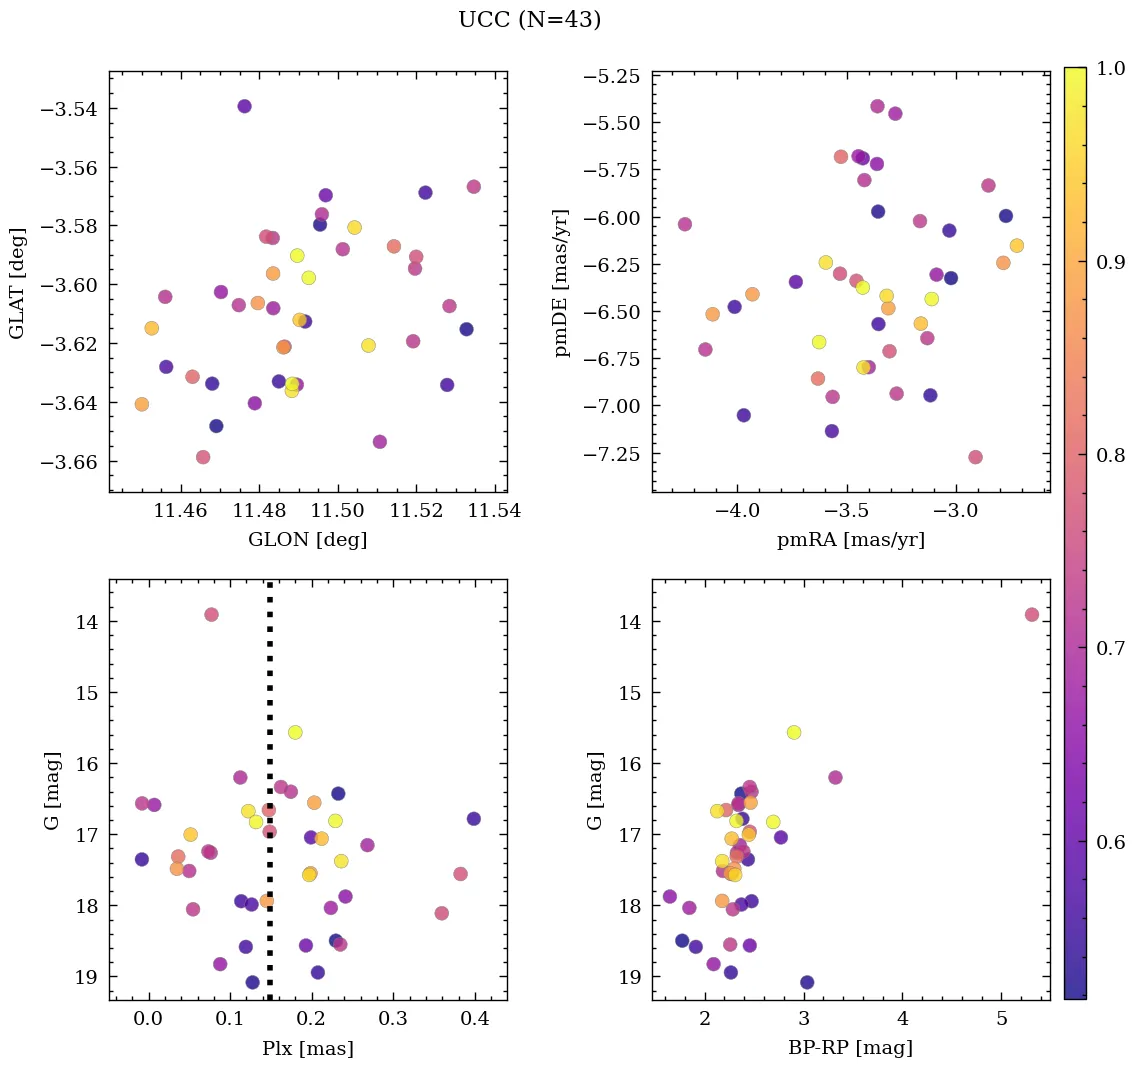 UCC (N=43)
−3.54
−3.56
−3.58
−3.60
−3.62
−3.64
−3.66
GLAT [deg]
11.46 11.48 11.50 11.52 11.54
GLON [deg]
−5.25
−5.50
−5.75
−6.00
−6.25
−6.50
−6.75
−7.00
−7.25
pmDE [mas/yr]
−4.0 −3.5 −3.0
pmRA [mas/yr]
14
15
16
17
18
19
G [mag]
0.0 0.1 0.2 0.3 0.4
Plx [mas]
14
15
16
17
18
19
G [mag]
2 3 4 5
BP-RP [mag]
1.0
0.9
0.8
0.7
0.6